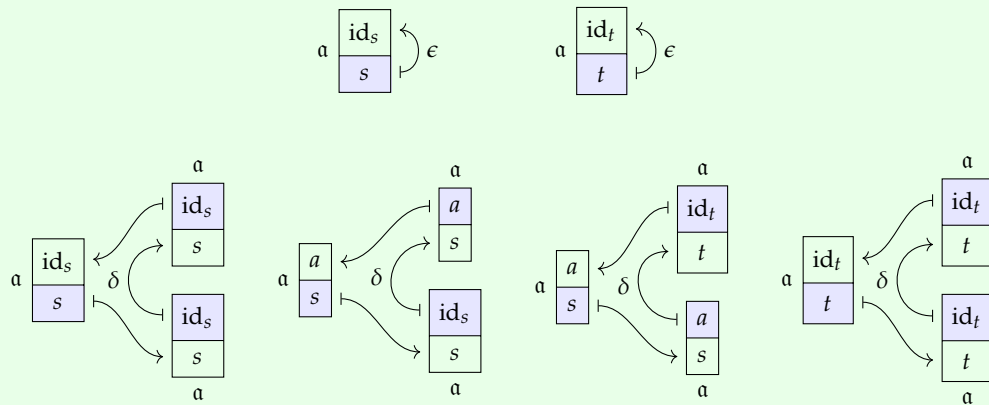 id_s
𝔞 ϵ
s
id_t
ϵ
t
𝔞
id_s
s
id_s
𝔞 δ
s
id_s
s
𝔞
𝔞
a
s
a
𝔞 δ
s
id_s
s
𝔞
𝔞
id_t
t
a
𝔞 δ
s
a
s
𝔞
𝔞
id_t
t
id_t
𝔞 δ
t
id_t
t
𝔞